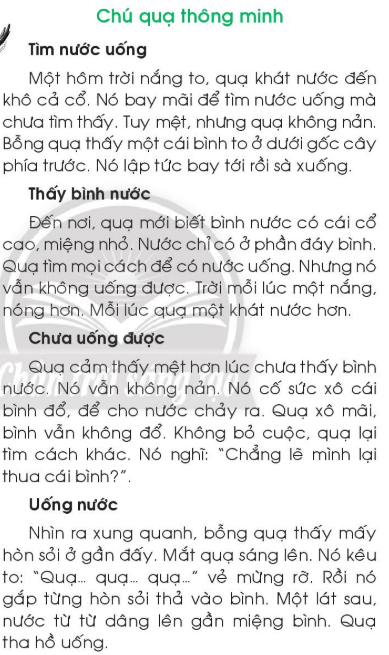 Chú quạ thông minh
Tìm nước uống
Một hôm trời nắng to, quạ khát nước đến
khô cả cổ. Nó bay mãi để tìm nước uống mà
chưa tìm thấy. Tuy mệt, nhưng quạ không nản.
Bỗng quạ thấy một cái bình to ở dưới gốc cây
phía trước. Nó lập tức bay tới rồi sà xuống.
Thấy bình nước
Đến nơi, quạ mới biết bình nước có cái cổ
cao, miệng nhỏ. Nước chỉ có ở phần đáy bình.
Quạ tìm mọi cách để có nước uống. Nhưng nó
vẫn không uống được. Trời mỗi lúc một nắng,
nóng hơn. Mỗi lúc quạ một khát nước hơn.
Chưa uống được
Quạ cảm thấy mệt hơn lúc chưa thấy bình
nước. Nó vẫn không nản. Nó cố sức xô cái
bình đổ, để cho nước chảy ra. Quạ xô mãi,
bình vẫn không đổ. Không bỏ cuộc, quạ lại
tìm cách khác. Nó nghĩ: “Chẳng lẽ mình lại
thua cái bình?”.
Uống nước
Nhìn ra xung quanh, bỗng quạ thấy mấy
hòn sỏi ở gần đấy. Mắt quạ sáng lên. Nó kêu
to: “Quạ... quạ... quạ...” vẻ mừng rỡ. Rồi nó
gắp từng hòn sỏi thả vào bình. Một lát sau,
nước từ từ dâng lên gần miệng bình. Quạ
tha hồ uống.